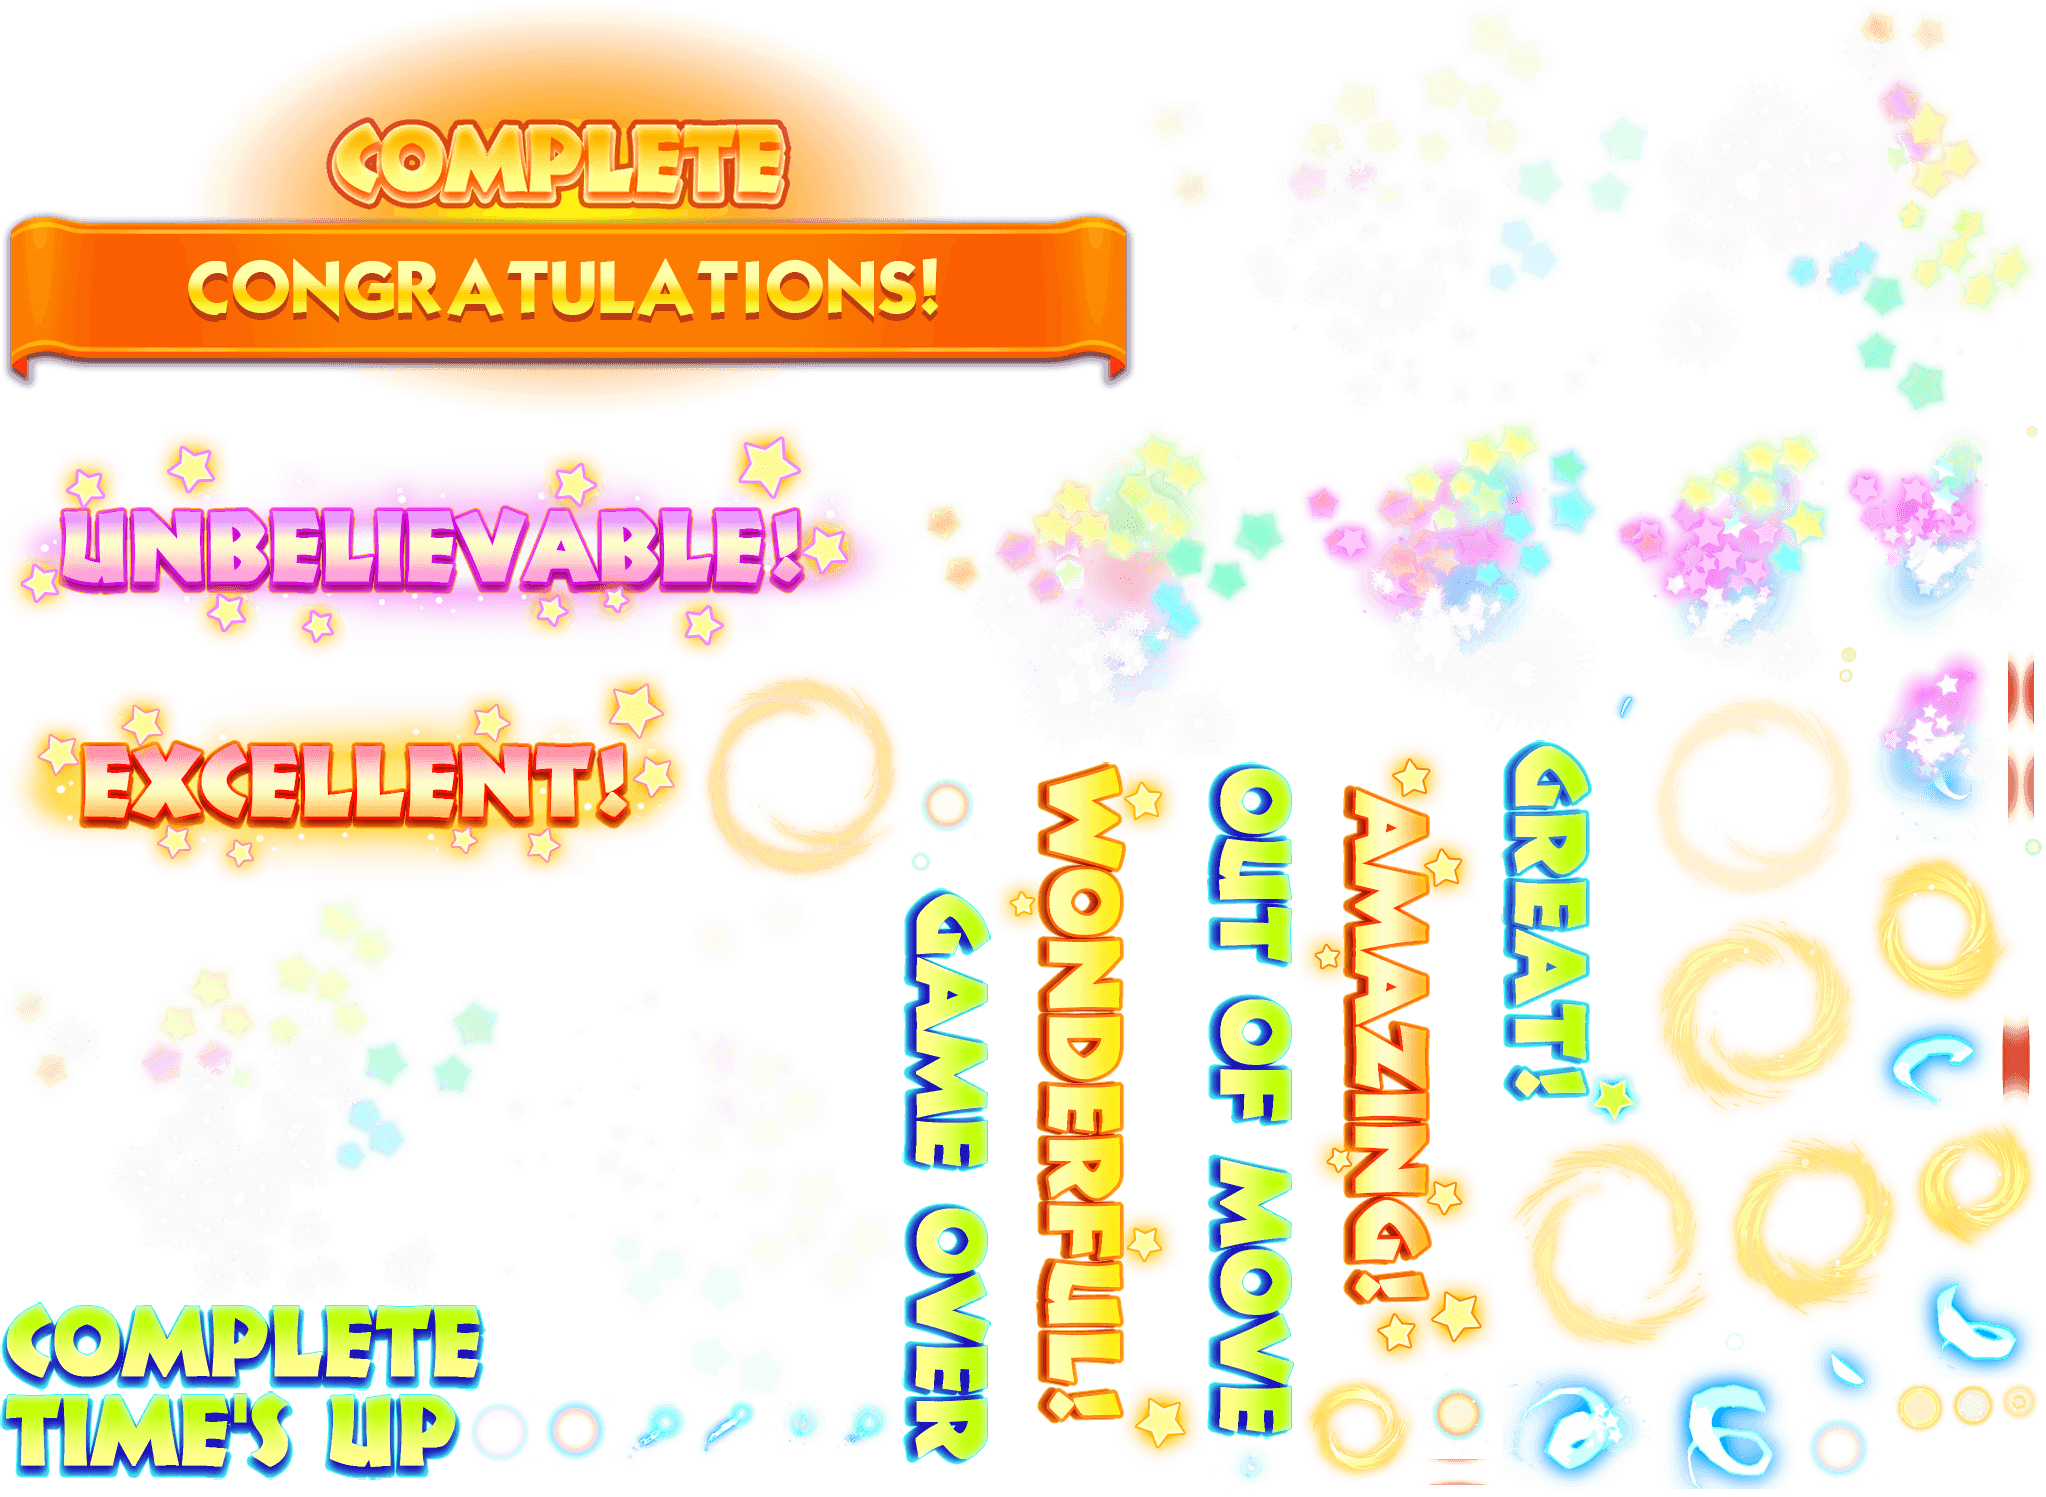 COMPLETE
CONGRATULATIONS!
UNBELIEVABLE!
EXCELLENT!
GAME OVER
WONDERFUL!
OUT OF MOVE
AMAZING!
GREAT!
COMPLETE
TIME'S UP